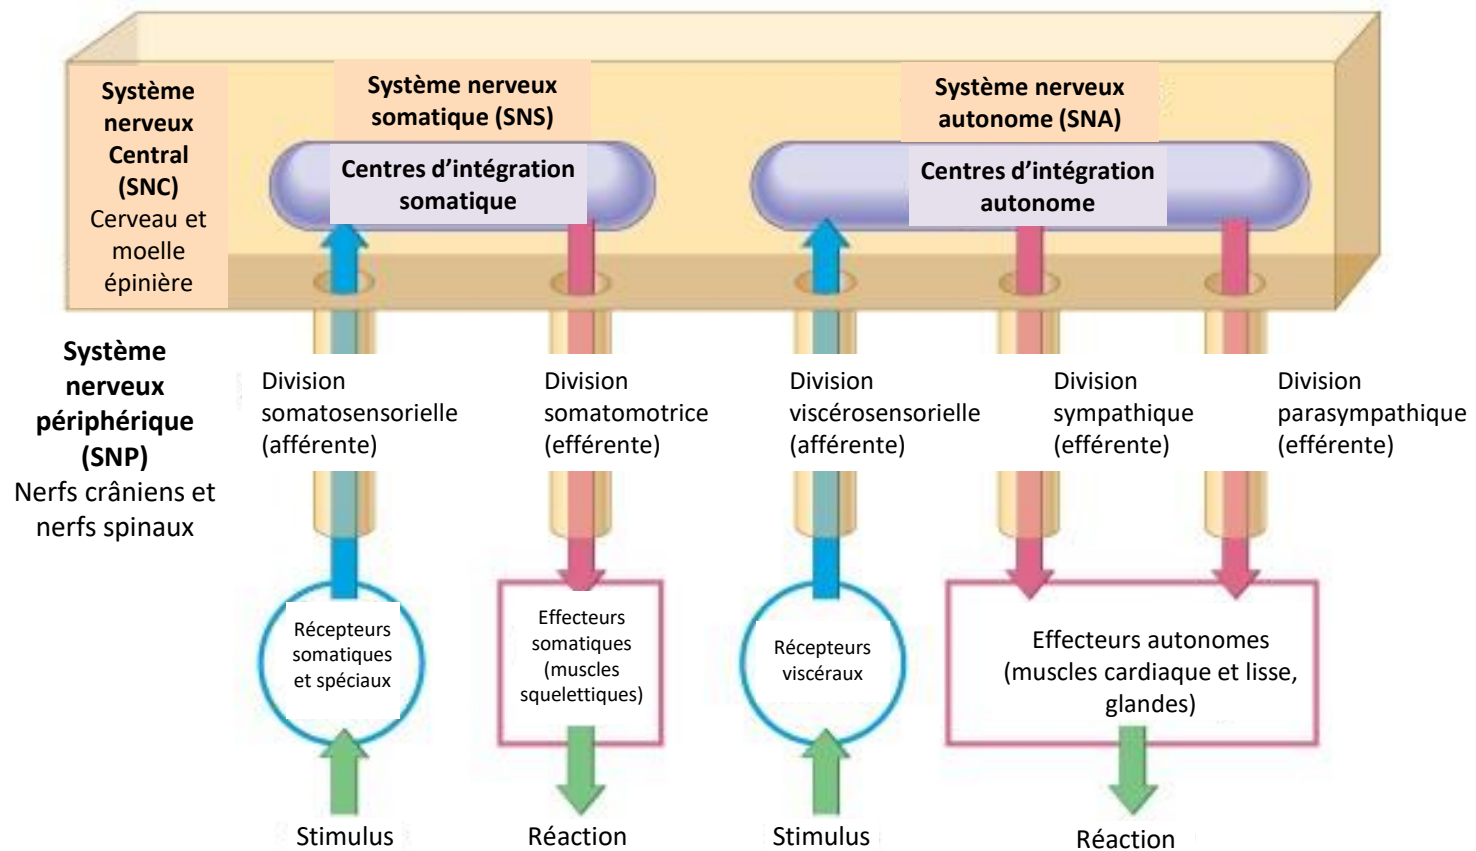 Système
nerveux
Central
(SNC)
Cerveau et
moelle
épinière
Système nerveux
somatique (SNS)
Centres d’intégration
somatique
Système nerveux
autonome (SNA)
Centres d’intégration
autonome
Système
nerveux
périphérique
(SNP)
Nerfs crâniens et
nerfs spinaux
Division
somatosensorielle
(afférente)
Division
somatomotrice
(efférente)
Division
viscérosensorielle
(afférente)
Division
sympathique
(efférente)
Division
parasympathique
(efférente)
Récepteurs
somatiques
et spéciaux
Effecteurs
somatiques
(muscles
squelettiques)
Récepteurs
viscéraux
Effecteurs autonomes
(muscles cardiaque et lisse,
glandes)
Stimulus
Réaction
Stimulus
Réaction